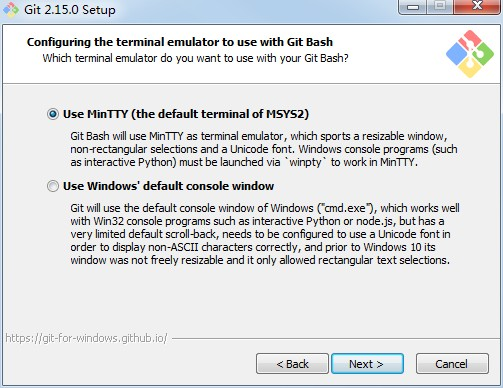 Git 2.15.0 Setup
Configuring the terminal emulator to use with Git Bash
Which terminal emulator do you want to use with your Git Bash?
Use MinTTY (the default terminal of MSYS2)
Git Bash will use MinTTY as terminal emulator, which sports a resizable window,
non-rectangular selections and a Unicode font. Windows console programs (such
as interactive Python) must be launched via `winpty` to work in MinTTY.
Use Windows' default console window
Git will use the default console window of Windows ("cmd.exe"), which works well
with Win32 console programs such as interactive Python or node.js, but has a
very limited default scroll-back, needs to be configured to use a Unicode font in
order to display non-ASCII characters correctly, and prior to Windows 10 its
window was not freely resizable and it only allowed rectangular text selections.
https://git-for-windows.github.io/
< Back
Next >
Cancel